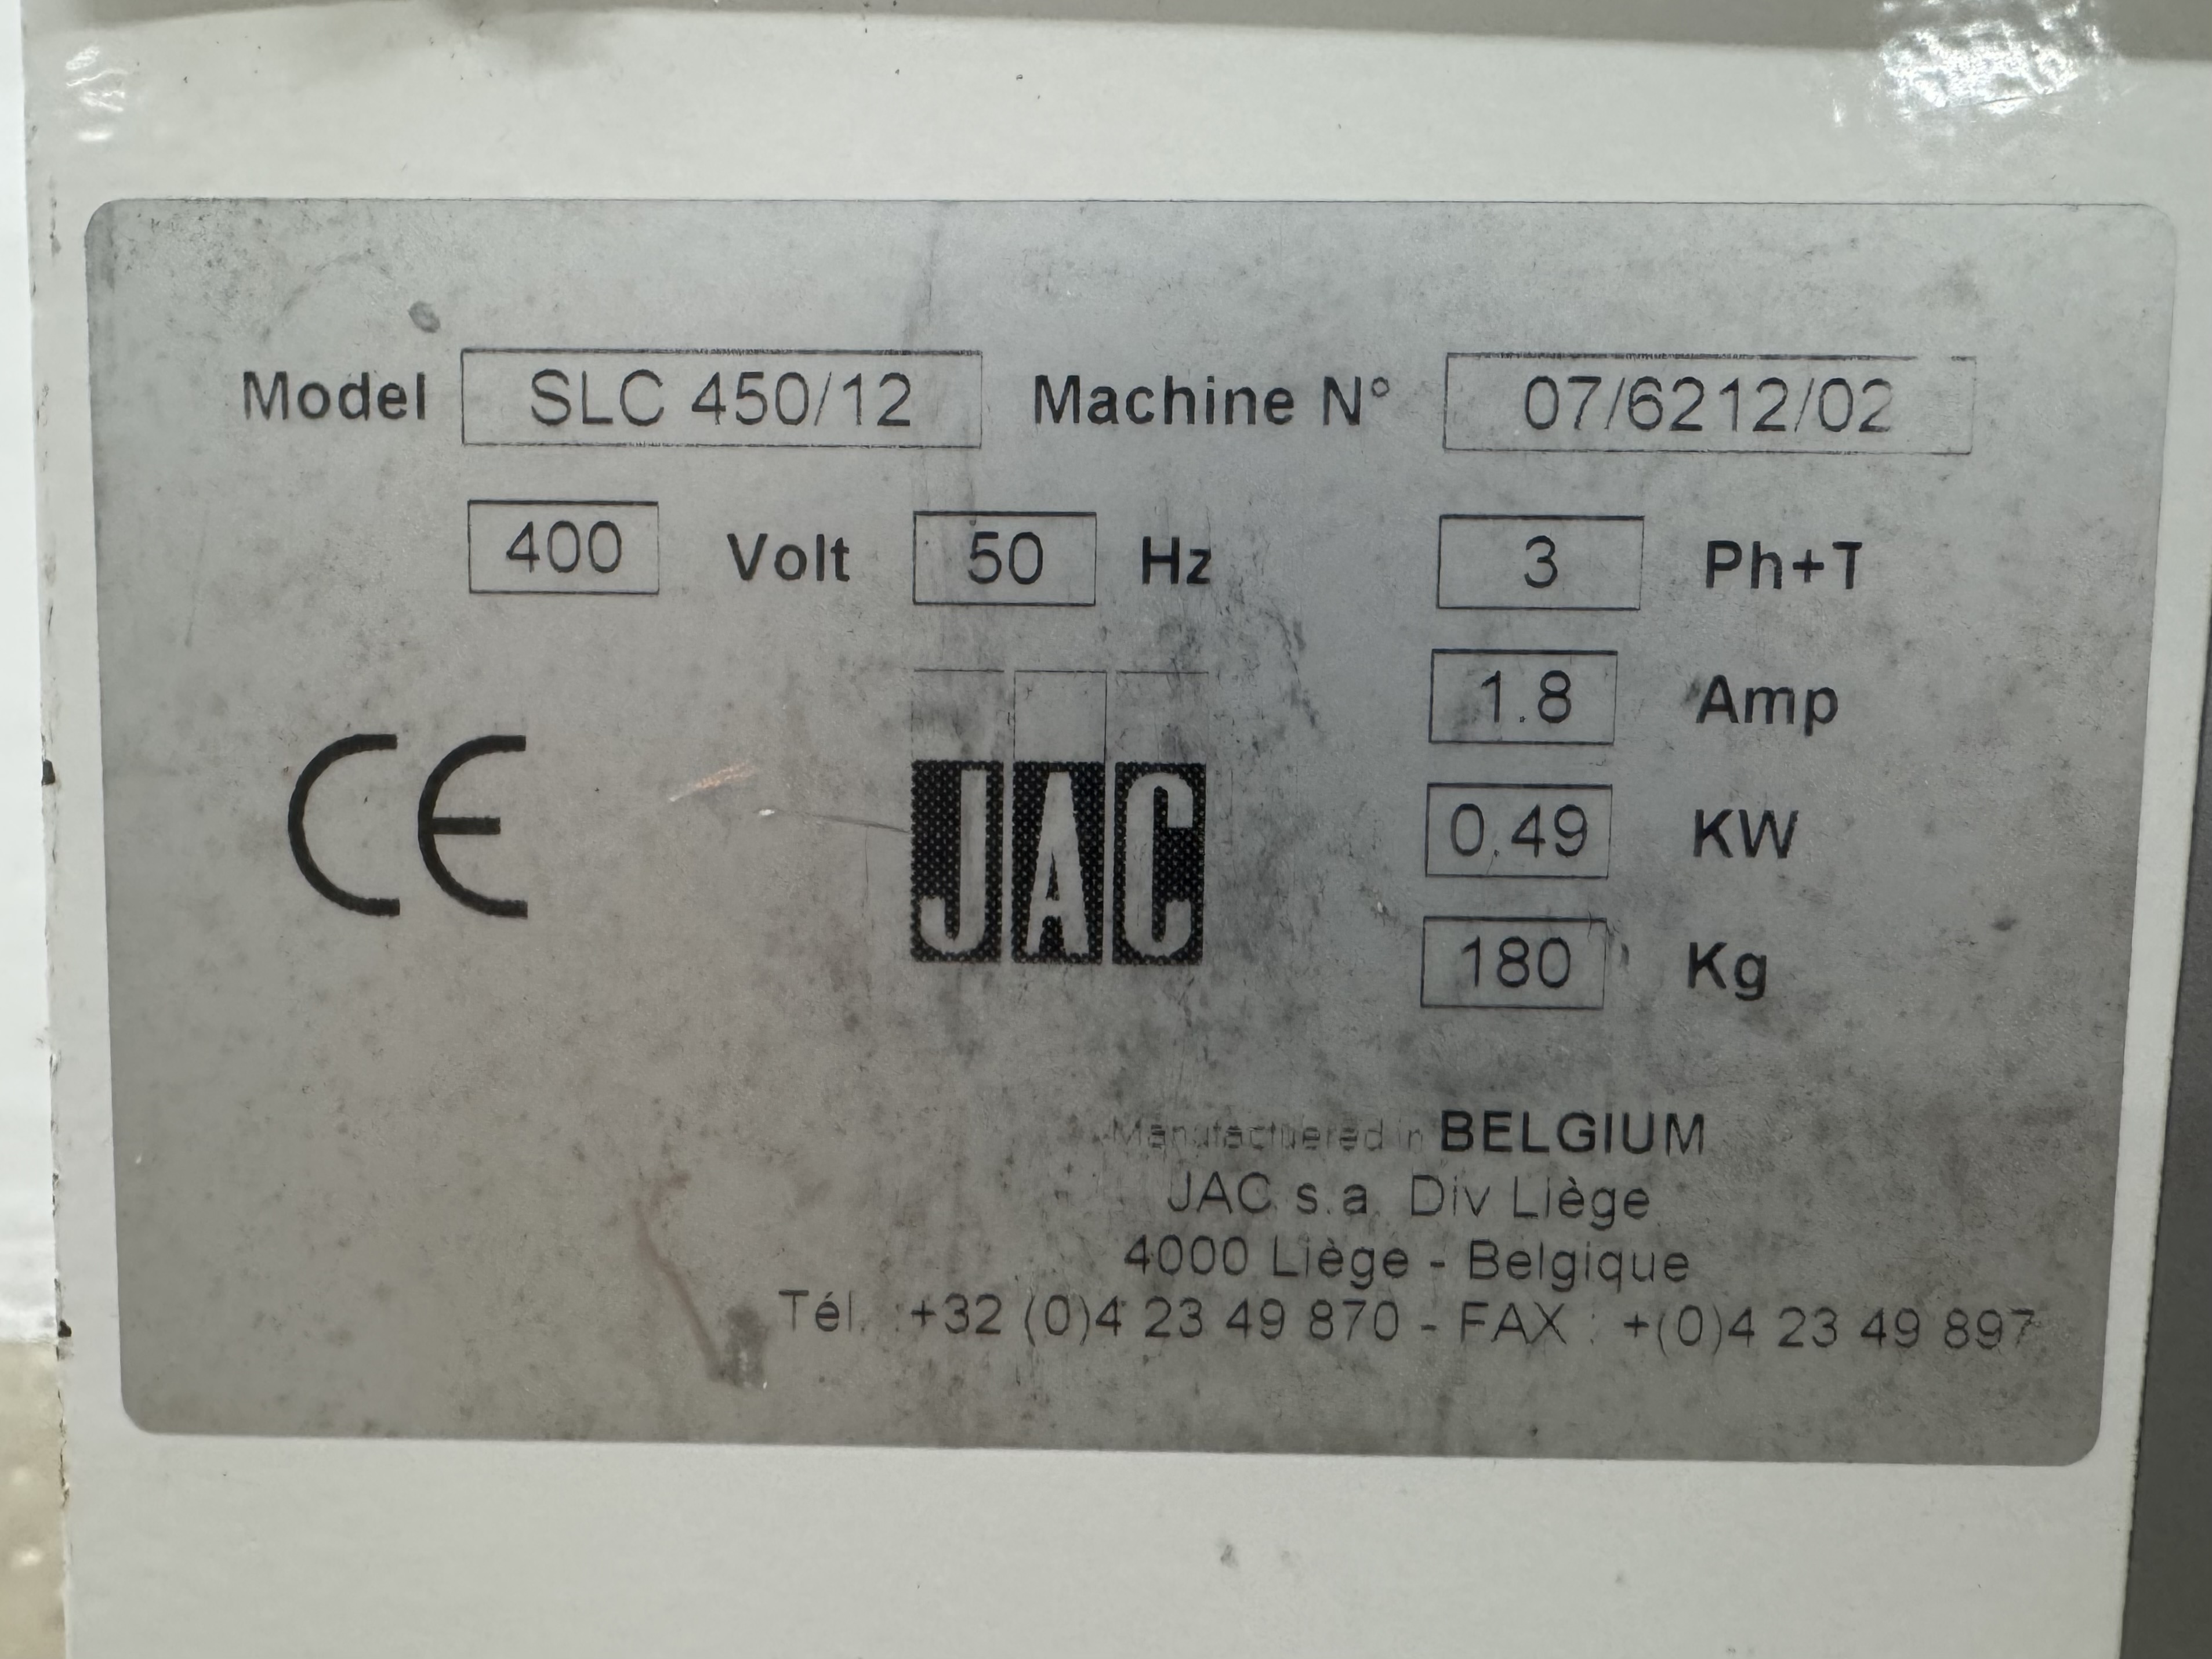 Model SLC 450/12 Machine N° 07/6212/02
400 Volt 50 Hz 3 Ph+T
1.8 Amp
CE JAC 0.49 KW
180 Kg
Manufactuered in BELGIUM
JAC s.a. Div Liège
4000 Liège - Belgique
Tél. :+32 (0)4 23 49 870 - FAX : +(0)4 23 49 897